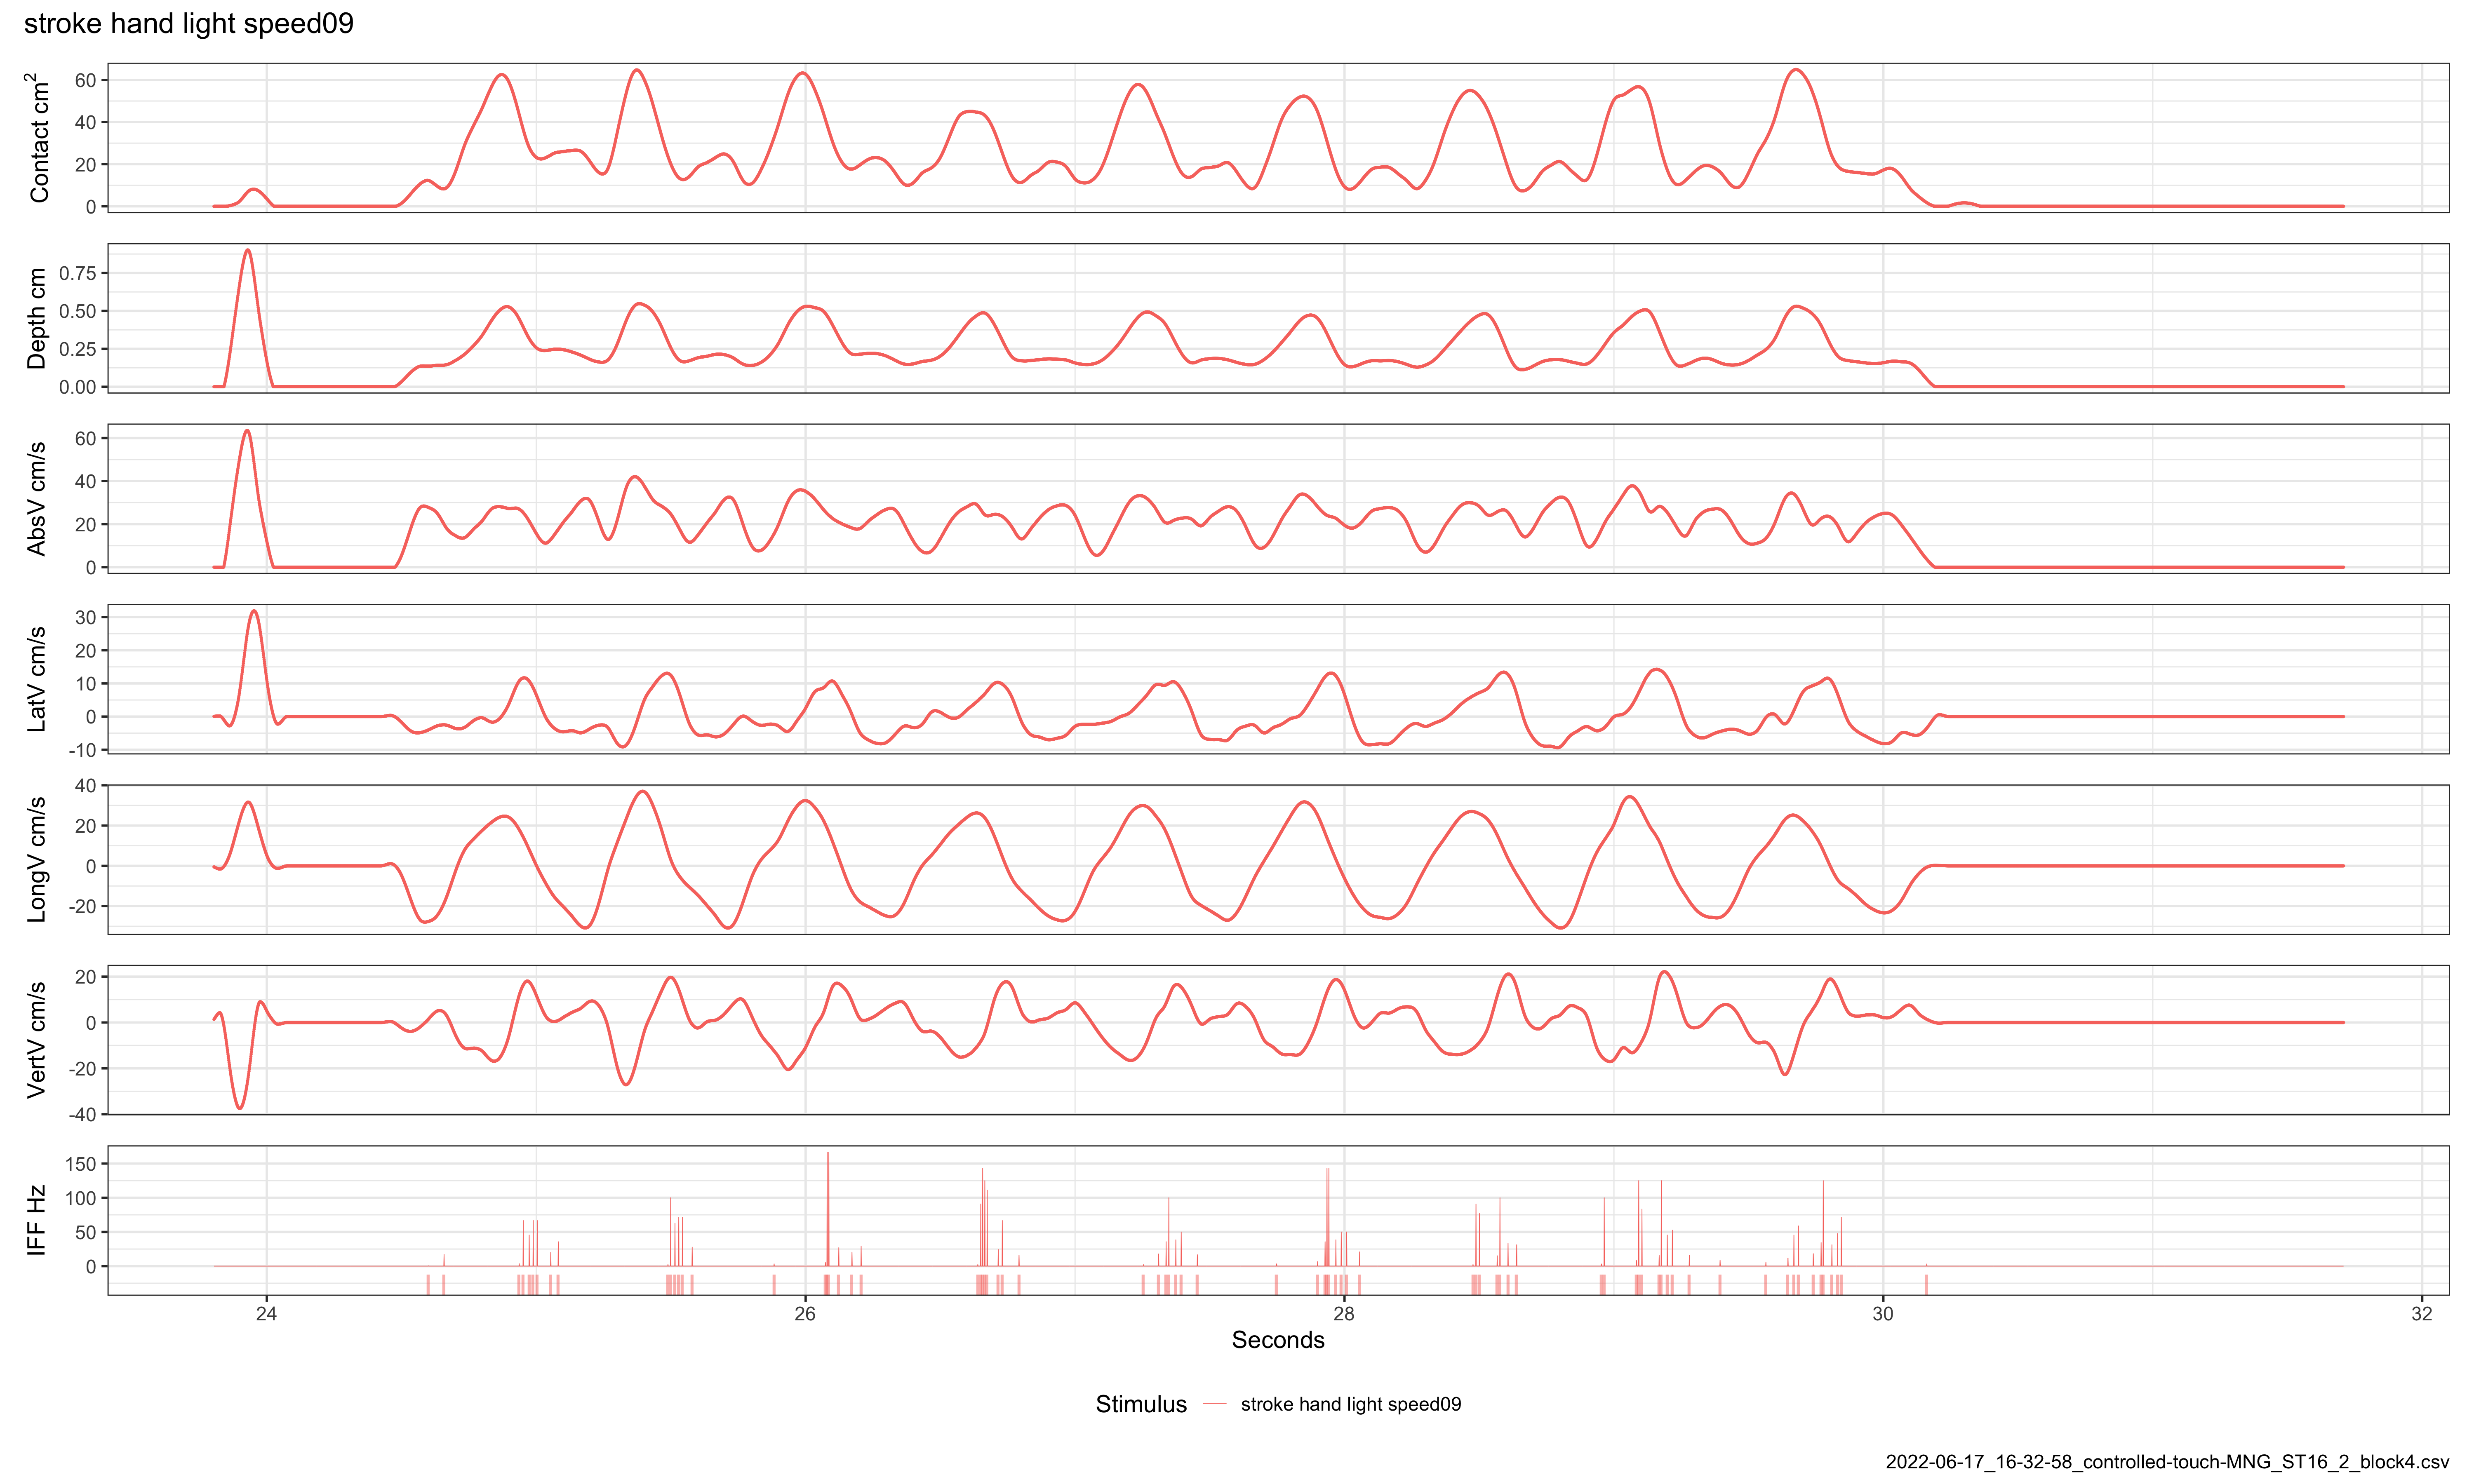 stroke hand light speed09
Contact cm²
60
40
20
0
Depth cm
0.75
0.50
0.25
0.00
AbsV cm/s
60
40
20
0
LatV cm/s
30
20
10
0
-10
LongV cm/s
40
20
0
-20
VertV cm/s
20
0
-20
-40
IFF Hz
150
100
50
0
24 26 28 30 32
Seconds
Stimulus stroke hand light speed09
2022-06-17_16-32-58_controlled-touch-MNG_ST16_2_block4.csv